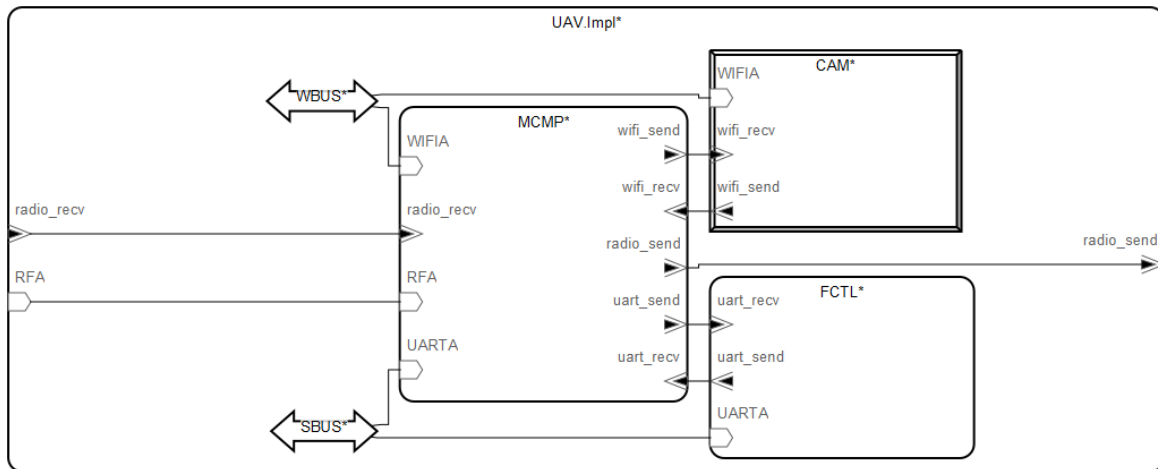 UAV.Impl*
WBUS*
WIFIA
CAM*
MCMP*
WIFIA
wifi_send
wifi_recv
wifi_recv
wifi_send
radio_recv
radio_recv
radio_send
radio_send
RFA
RFA
uart_send
FCTL*
uart_recv
UARTA
uart_recv
uart_send
SBUS*
UARTA